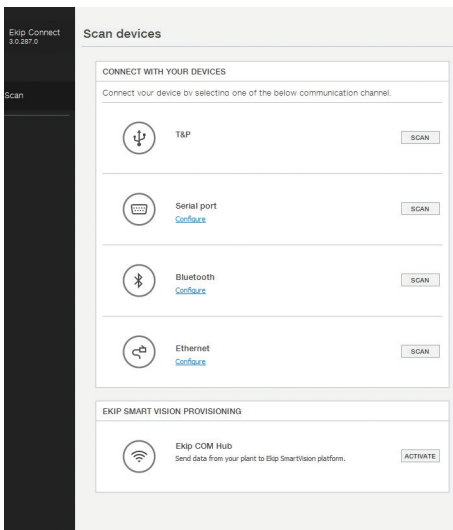 Ekip Connect
3.0.287.0
Scan
Scan devices
CONNECT WITH YOUR DEVICES
Connect your device by selecting one of the below communication channel.
T&P
SCAN
Serial port
Configure
SCAN
Bluetooth
Configure
SCAN
Ethernet
Configure
SCAN
EKIP SMART VISION PROVISIONING
Ekip COM Hub
Send data from your plant to Ekip SmartVision platform.
ACTIVATE